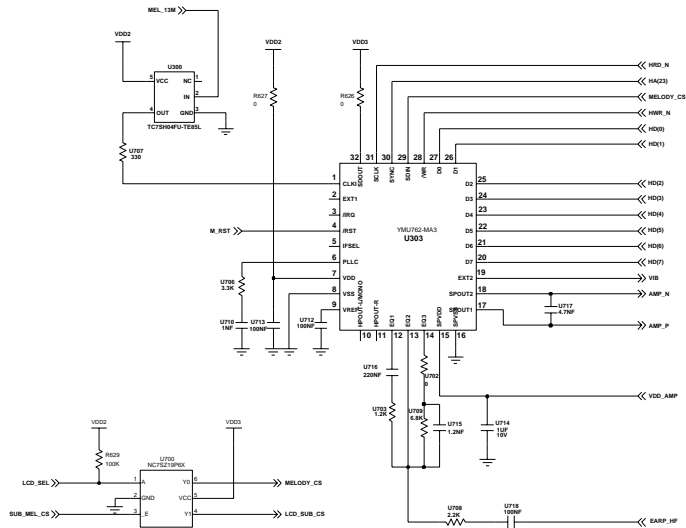 MEL_13M
VDD2
U300
5 VCC NC 1
IN 2
4 OUT GND 3
TC7SH04FU-TE85L
U707
330
VDD2
R627
0
VDD3
R626
0
HRD_N
HA(23)
MELODY_CS
HWR_N
HD(0)
HD(1)
32 31 30 29 28 27 26
SDOUT SCLK SYNC SDIN /WR D0 D1
1 CLKI
2 EXT1
3 /IRQ
M_RST 4 /RST
5 IFSEL
6 PLLC
7 VDD
8 VSS
9 VREF
YMU762-MA3
U303
D2 25 HD(2)
D3 24 HD(3)
D4 23 HD(4)
D5 22 HD(5)
D6 21 HD(6)
D7 20 HD(7)
EXT2 19 VIB
SPOUT2 18 AMP_N
SPOUT1 17 AMP_P
HPOUT-L/MONO HPOUT-R EQ1 EQ2 EQ3 SPVDD
10 11 12 13 14 15 16
U706
3.3K
U710
1NF
U713
100NF
U712
100NF
U717
4.7NF
U716
220NF
U702
0
U703
1.2K
U709
6.8K
U715
1.2NF
U714
1UF
10V
VDD_AMP
U708
2.2K
U718
100NF
EARP_HF
VDD2
R629
100K
VDD3
U700
NC7SZ19P6X
LCD_SEL 1 A Y0 6 MELODY_CS
2 GND VCC 5
SUB_MEL_CS 3 _E Y1 4 LCD_SUB_CS